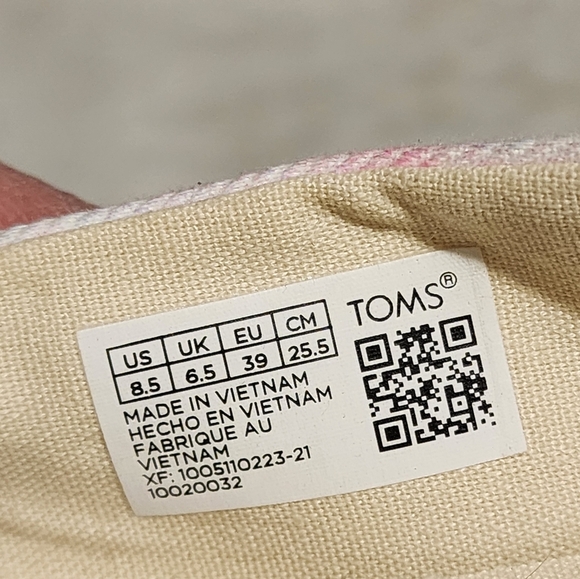 TOMS®
US UK EU CM
8.5 6.5 39 25.5
MADE IN VIETNAM
HECHO EN VIETNAM
FABRIQUE AU
VIETNAM
XF: 1005110223-21
10020032